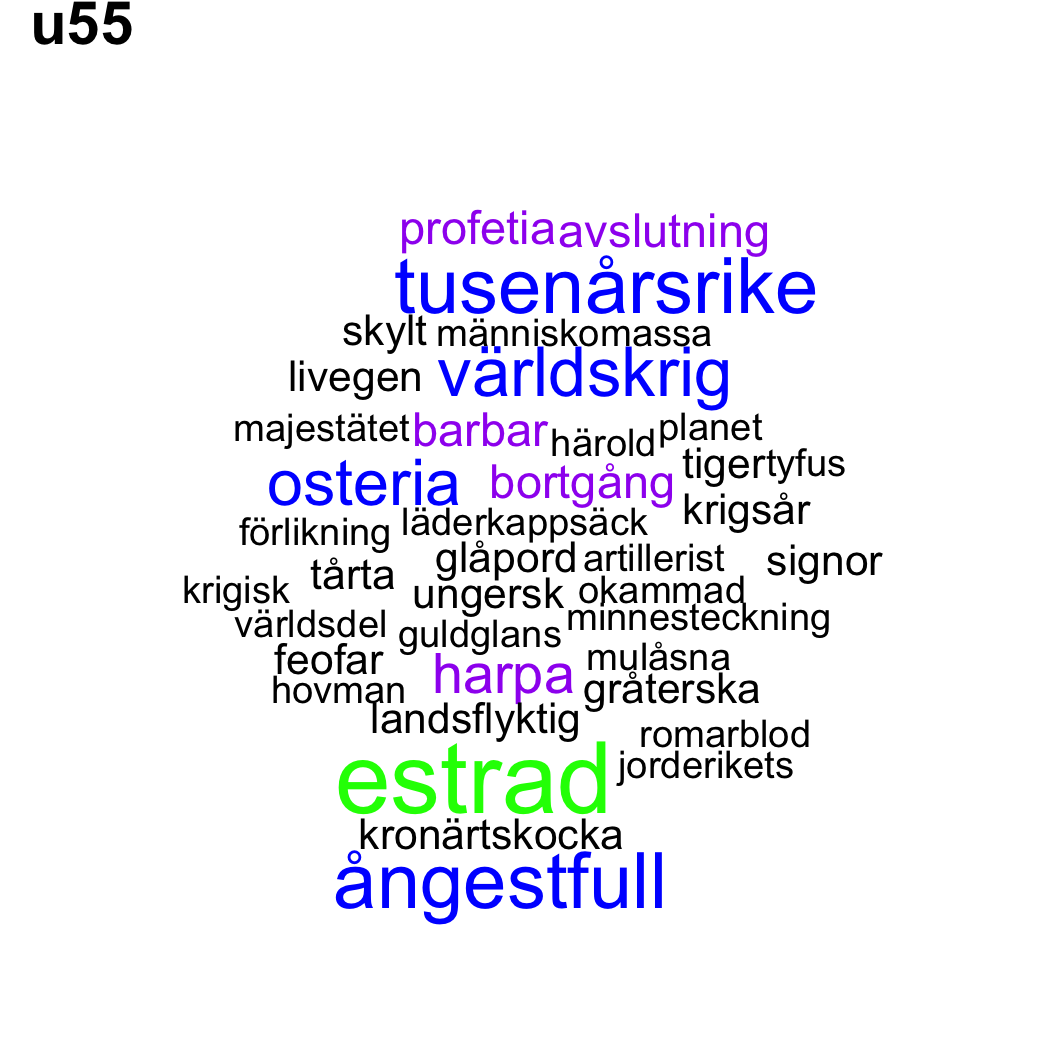 u55
profetia avslutning
tusenårsrike
skylt människomassa
livegen världskrig
majestätet barbar härold planet
osteria bortgång tiger tyfus
förlikning läderkappsäck krigsår
glåpord artillerist signor
krigisk tårta ungersk okammad
världsdel guldglans minnesteckning
feofar harpa mulåsna
hovman gråterska
landsflyktig romarblod
estrad jorderikets
kronärtskocka
ångestfull